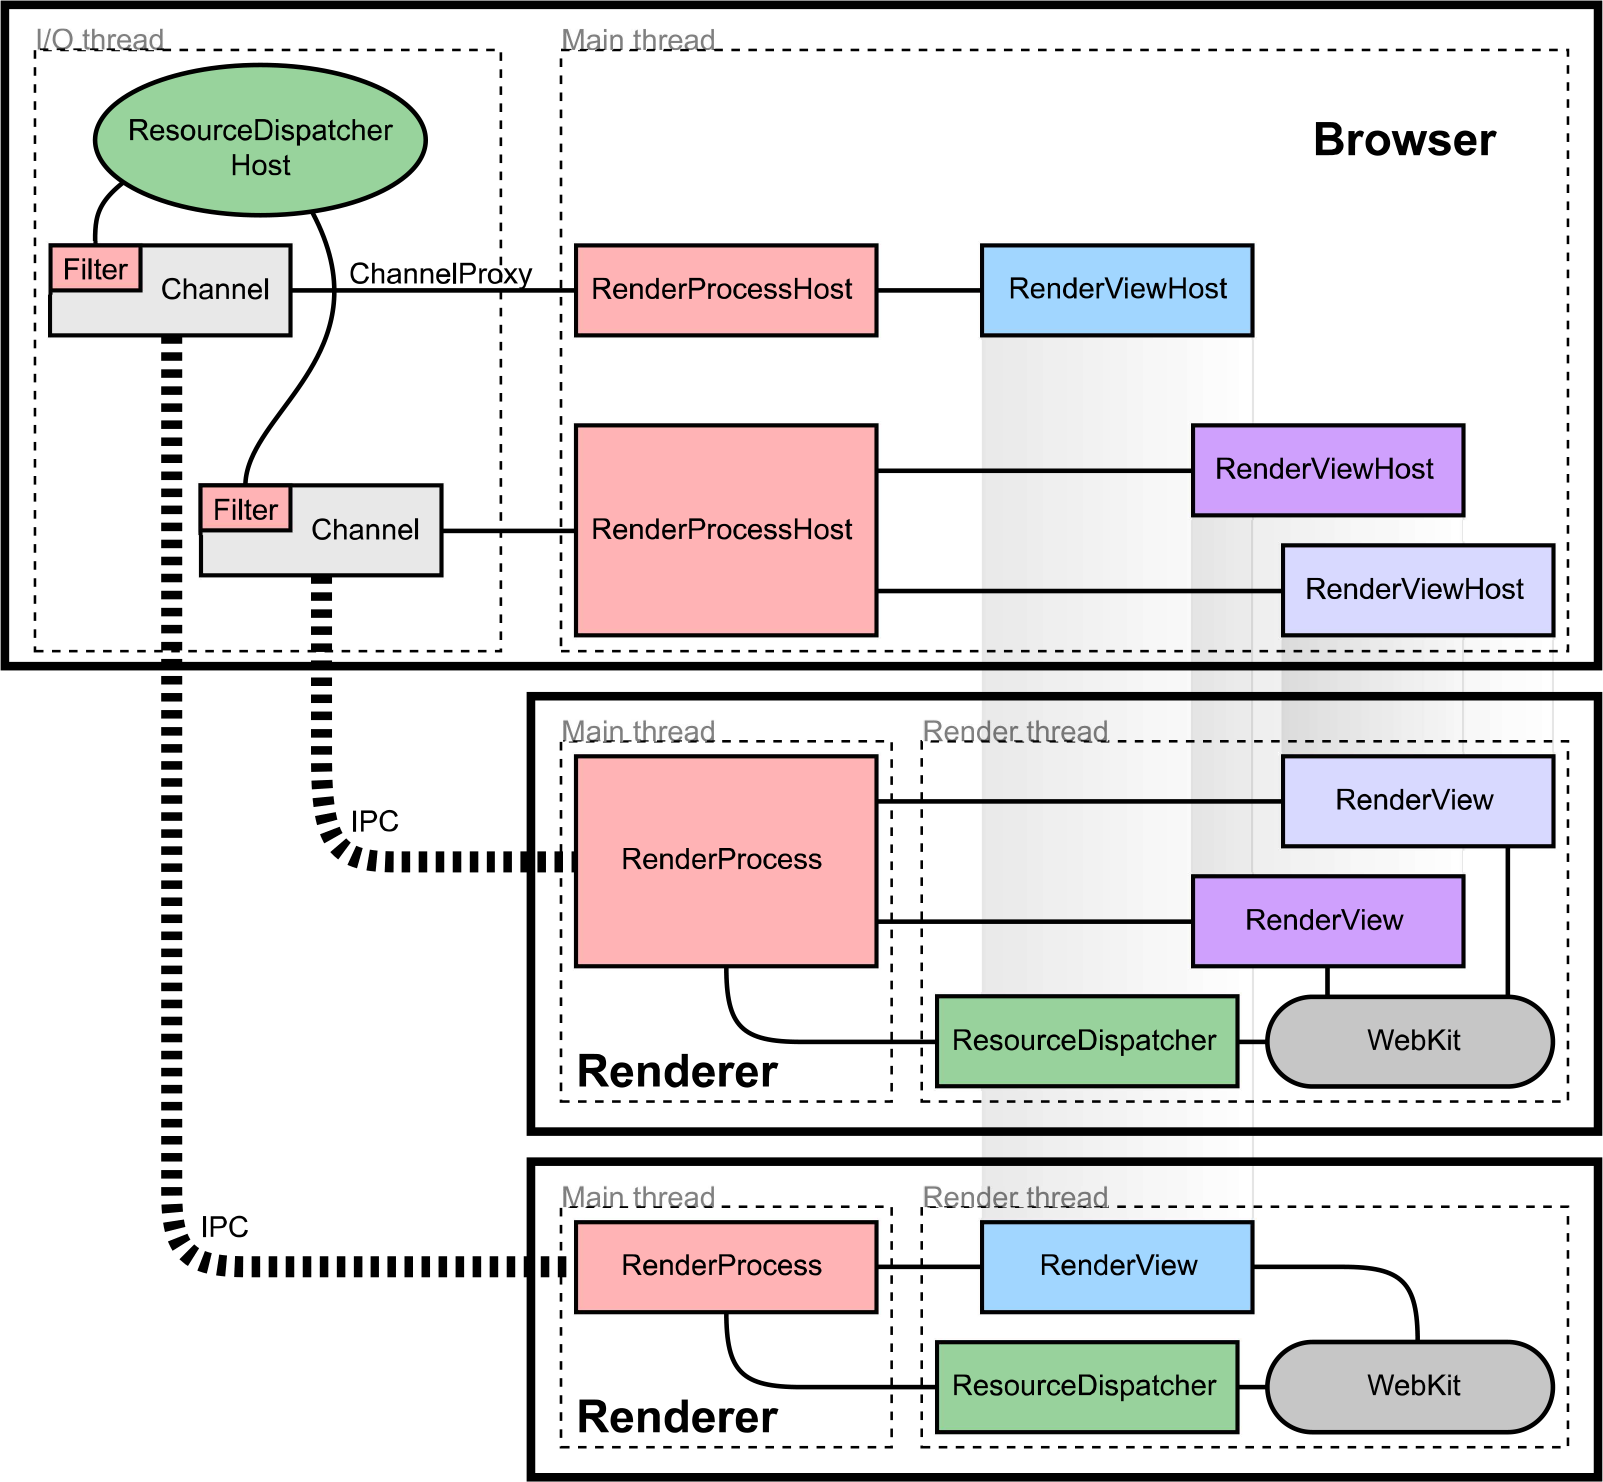 I/O thread
Main thread
Browser
ResourceDispatcher
Host
Filter
Channel
ChannelProxy
RenderProcessHost
RenderViewHost
Filter
Channel
RenderProcessHost
RenderViewHost
RenderViewHost
Main thread
Render thread
IPC
RenderProcess
RenderView
RenderView
Renderer
ResourceDispatcher
WebKit
Main thread
Render thread
IPC
RenderProcess
RenderView
Renderer
ResourceDispatcher
WebKit